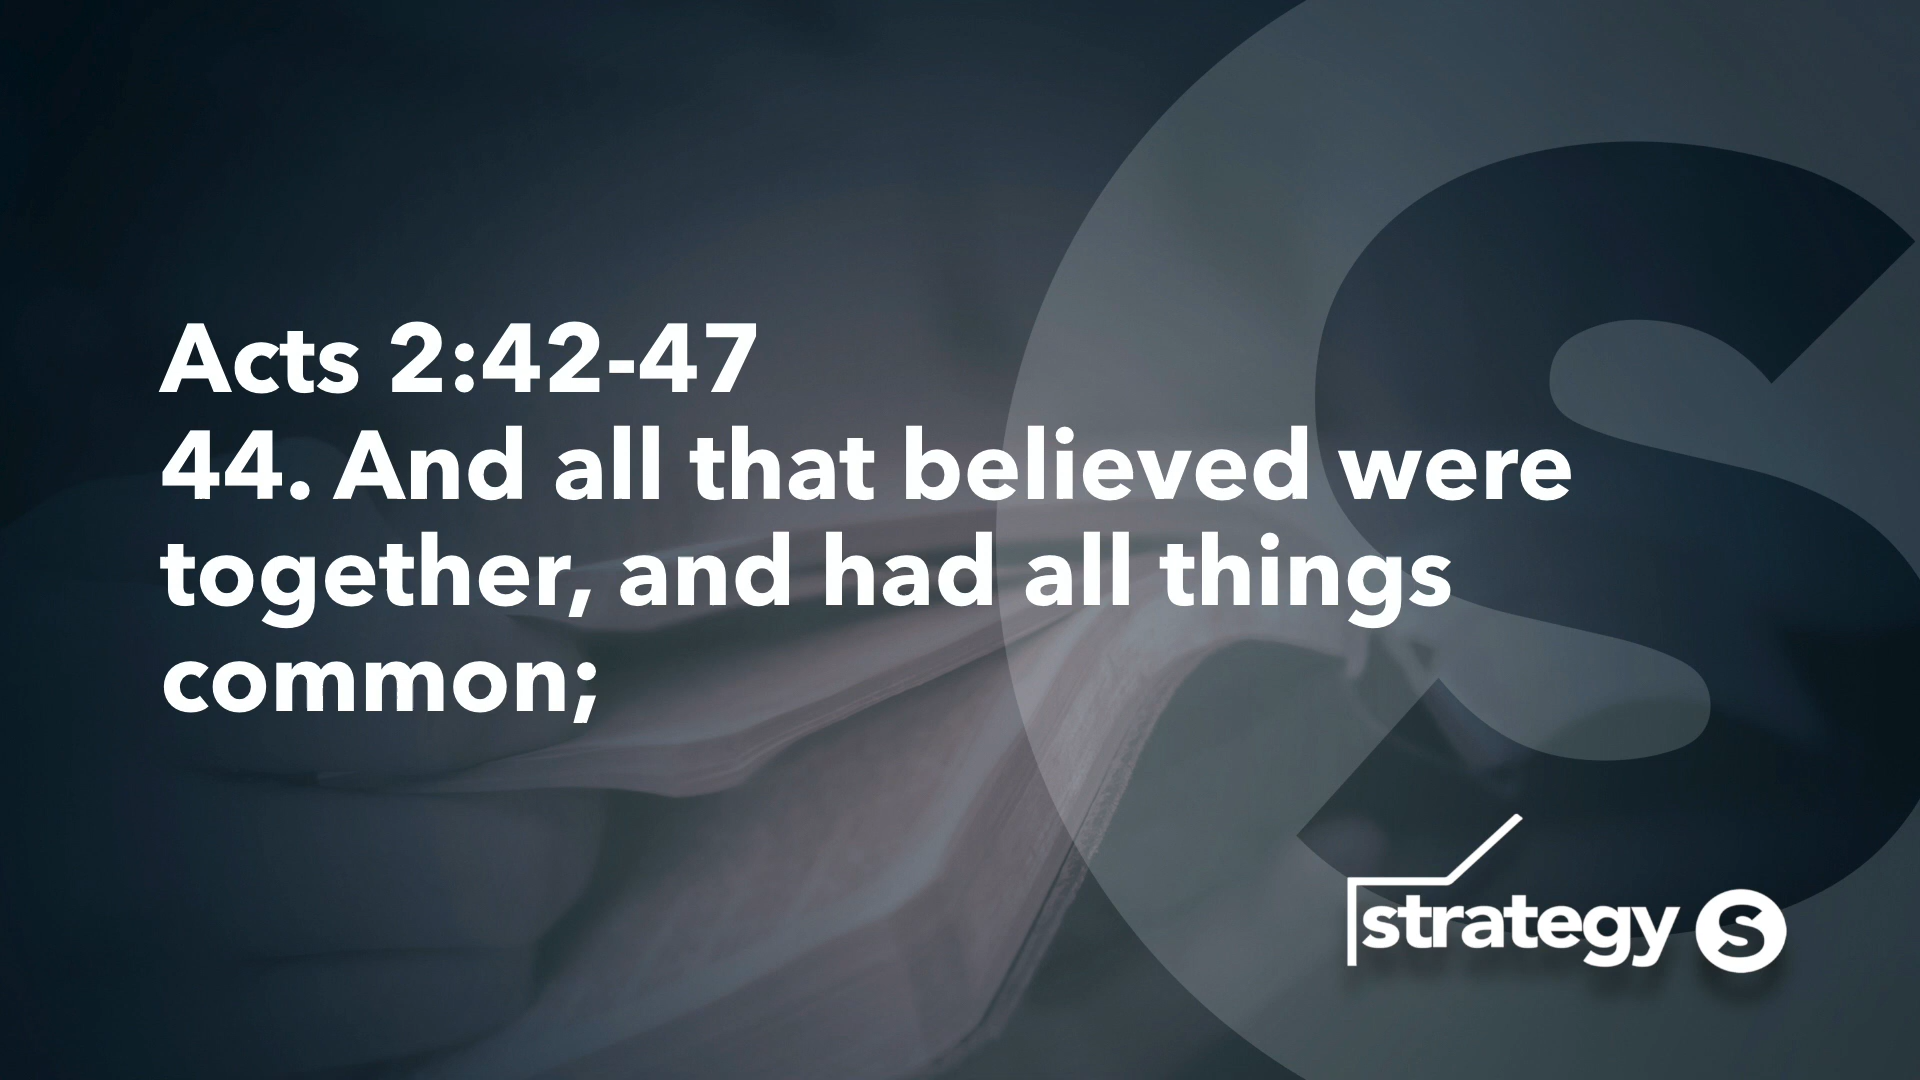 Acts 2:42-47
44. And all that believed were
together, and had all things
common;
strategy S